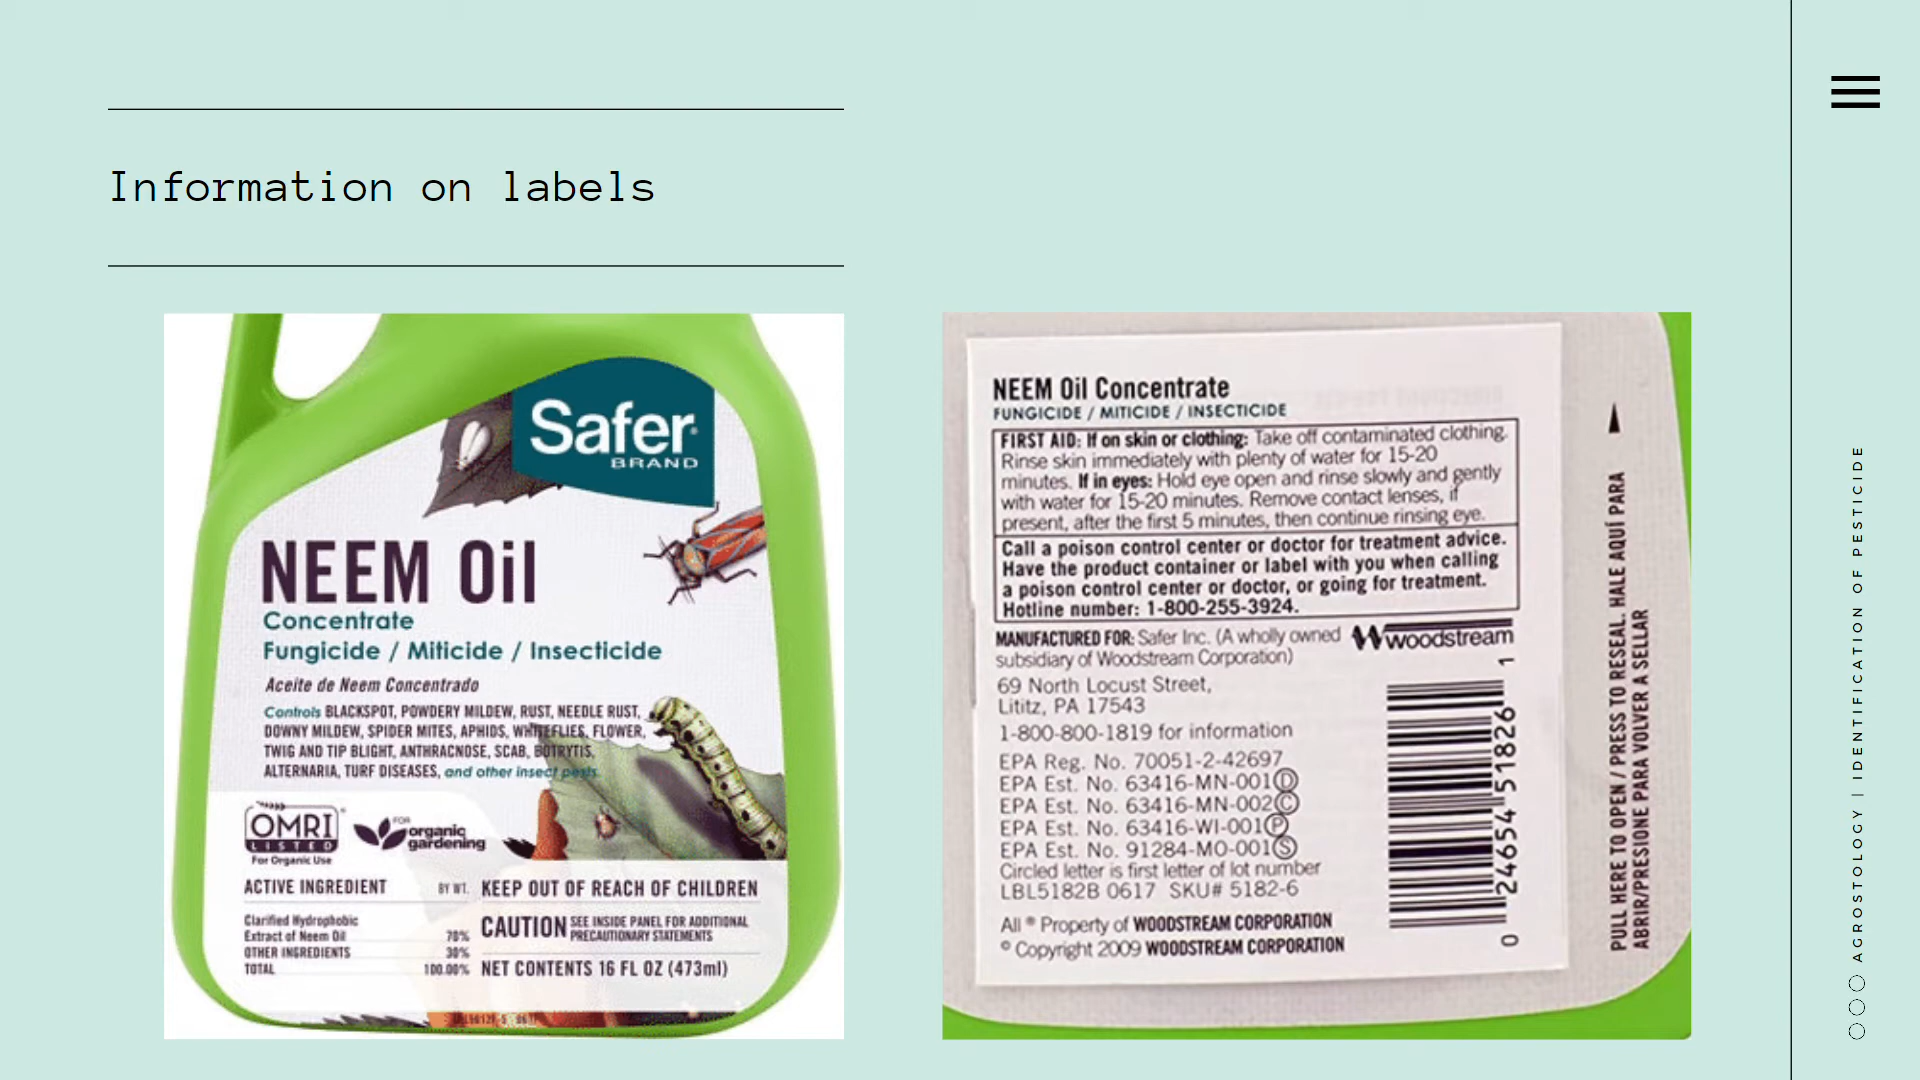 Information on labels
Safer®
BRAND
NEEM Oil
Concentrate
Fungicide / Miticide / Insecticide
Aceite de Neem Concentrado
Controls BLACKSPOT, POWDERY MILDEW, RUST, NEEDLE RUST,
DOWNY MILDEW, SPIDER MITES, APHIDS, WHITEFLIES, FLOWER,
TWIG AND TIP BLIGHT, ANTHRACNOSE, SCAB, BOTRYTIS,
ALTERNARIA, TURF DISEASES, and other insect pests.
OMRI
LISTED
For Organic Use
FOR
organic
gardening
ACTIVE INGREDIENT BY WT.
Clarified Hydrophobic
Extract of Neem Oil 70%
OTHER INGREDIENTS 30%
TOTAL 100.00%
KEEP OUT OF REACH OF CHILDREN
CAUTION SEE INSIDE PANEL FOR ADDITIONAL
PRECAUTIONARY STATEMENTS
NET CONTENTS 16 FL OZ (473ml)
NEEM Oil Concentrate
FUNGICIDE / MITICIDE / INSECTICIDE
FIRST AID: If on skin or clothing: Take off contaminated clothing.
Rinse skin immediately with plenty of water for 15-20
minutes. If in eyes: Hold eye open and rinse slowly and gently
with water for 15-20 minutes. Remove contact lenses, if
present, after the first 5 minutes, then continue rinsing eye.
Call a poison control center or doctor for treatment advice.
Have the product container or label with you when calling
a poison control center or doctor, or going for treatment.
Hotline number: 1-800-255-3924.
MANUFACTURED FOR: Safer Inc. (A wholly owned
subsidiary of Woodstream Corporation)
woodstream
69 North Locust Street,
Lititz, PA 17543
1-800-800-1819 for information
EPA Reg. No. 70051-2-42697
EPA Est. No. 63416-MN-001Ⓓ
EPA Est. No. 63416-MN-002Ⓒ
EPA Est. No. 63416-WI-001Ⓟ
EPA Est. No. 91284-MO-001Ⓢ
Circled letter is first letter of lot number
LBL5182B 0617 SKU# 5182-6
All ® Property of WOODSTREAM CORPORATION
© Copyright 2009 WOODSTREAM CORPORATION
0 24654 51826 1
PULL HERE TO OPEN / PRESS TO RESEAL. HALE AQUÍ PARA
ABRIR/PRESIONE PARA VOLVER A SELLAR
AGROSTOLOGY | IDENTIFICATION OF PESTICIDE